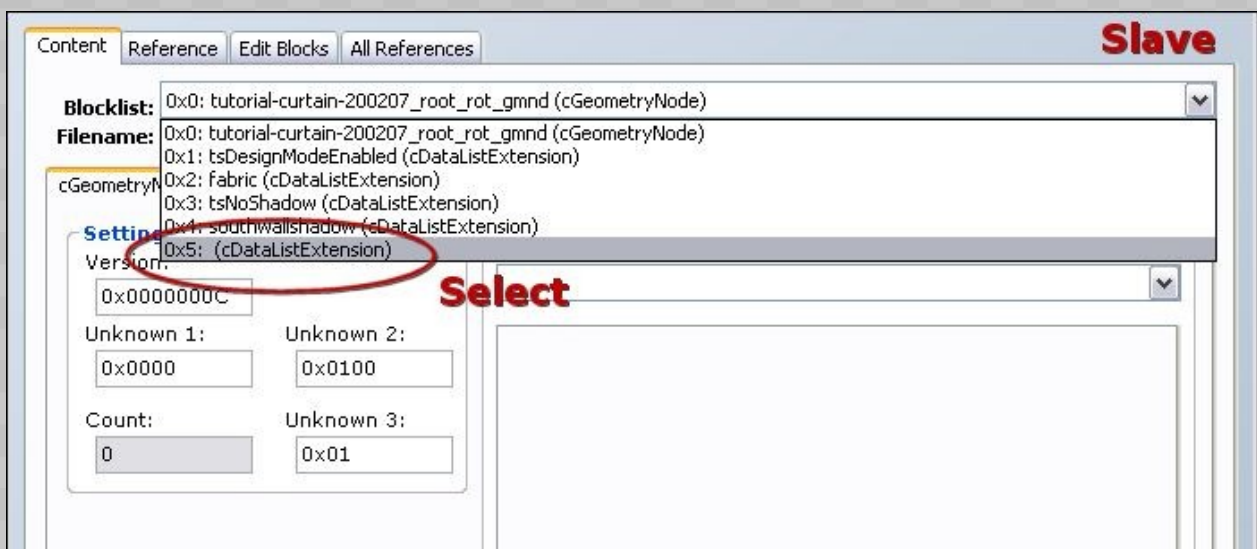 Content Reference Edit Blocks All References
Slave
Blocklist: 0x0: tutorial-curtain-200207_root_rot_gmnd (cGeometryNode)
Filename: 0x0: tutorial-curtain-200207_root_rot_gmnd (cGeometryNode)
0x1: tsDesignModeEnabled (cDataListExtension)
0x2: fabric (cDataListExtension)
cGeometryN
0x3: tsNoShadow (cDataListExtension)
0x4: southwallshadow (cDataListExtension)
Setting
0x5: (cDataListExtension)
Version:
Select
0x0000000C
Unknown 1: Unknown 2:
0x0000 0x0100
Count: Unknown 3:
0 0x01